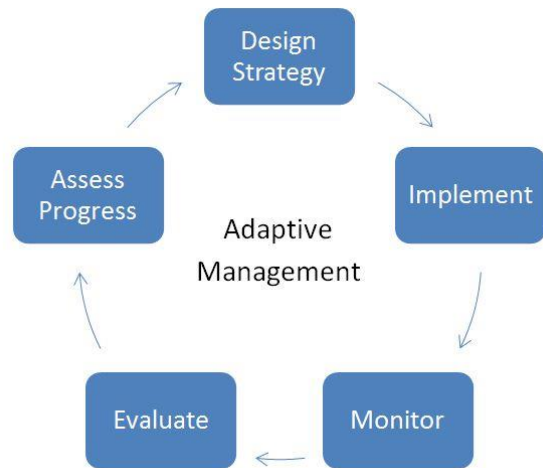 Design
Strategy
Implement
Monitor
Evaluate
Assess
Progress
Adaptive
Management